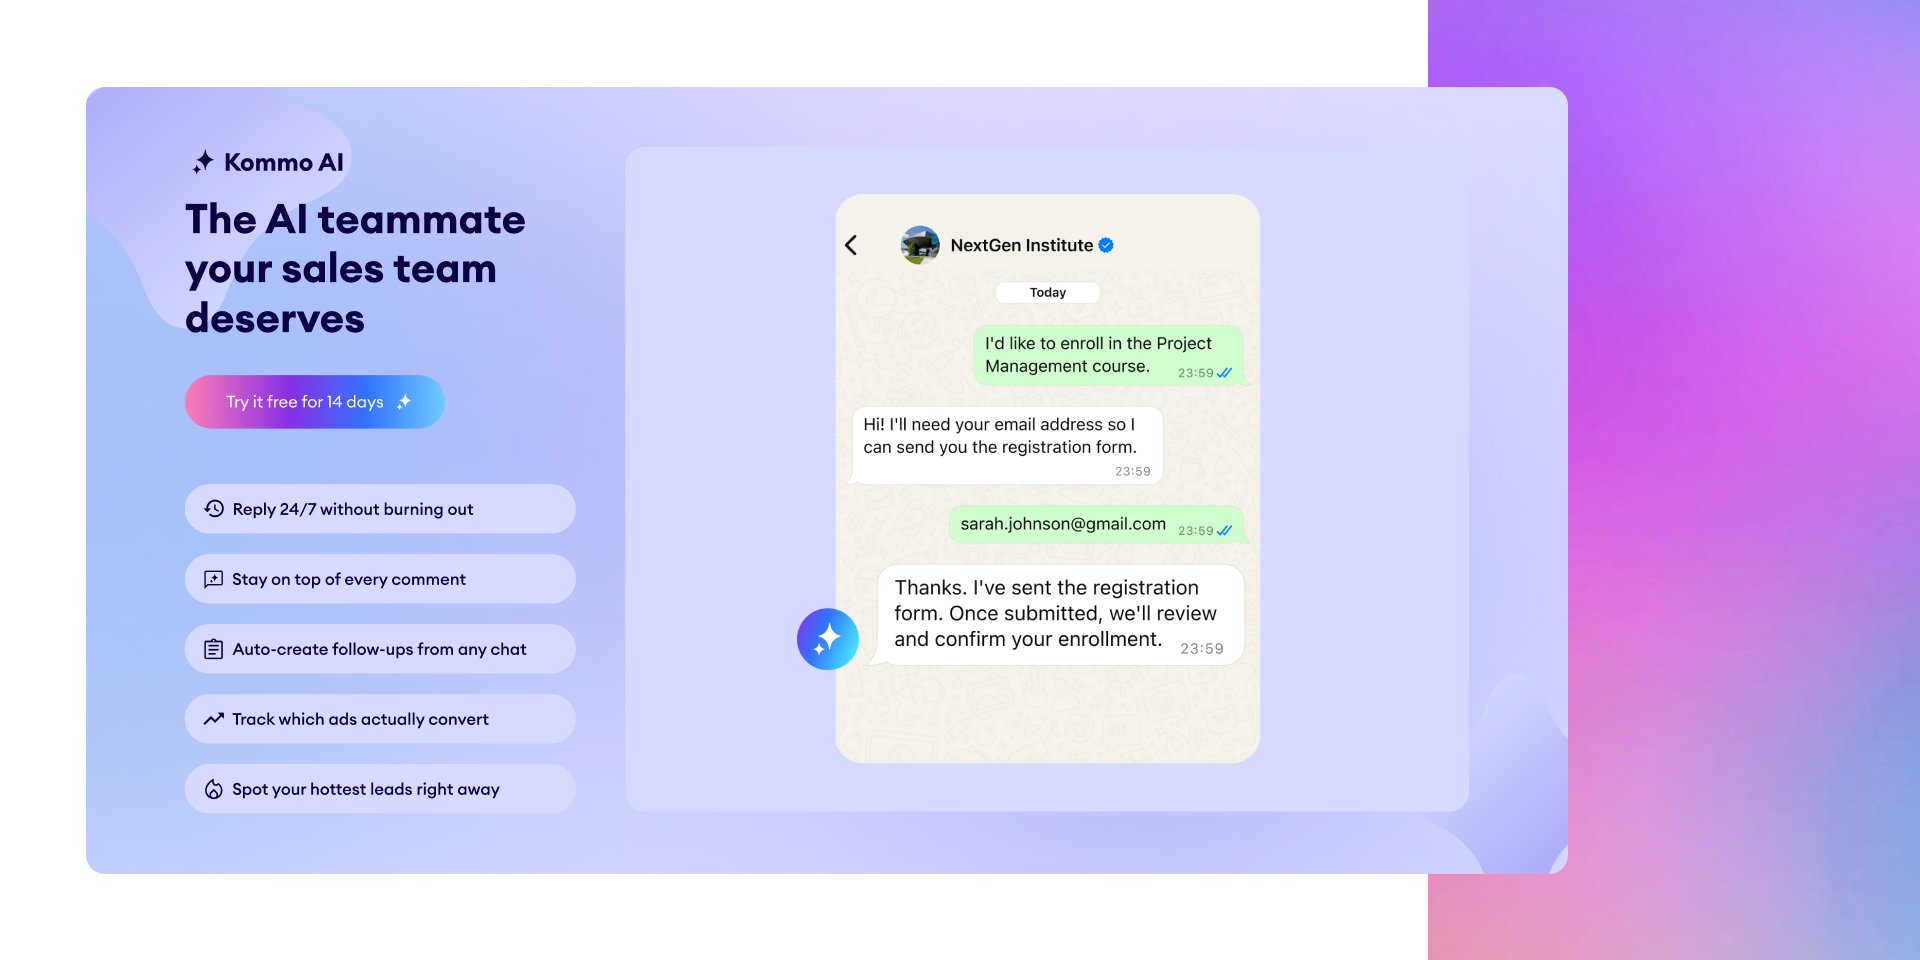 Kommo AI
The AI teammate
your sales team
deserves
Try it free for 14 days
Reply 24/7 without burning out
Stay on top of every comment
Auto-create follow-ups from any chat
Track which ads actually convert
Spot your hottest leads right away
NextGen Institute
Today
I'd like to enroll in the Project
Management course. 23:59
Hi! I'll need your email address so I
can send you the registration form.
23:59
sarah.johnson@gmail.com 23:59
Thanks. I've sent the registration
form. Once submitted, we'll review
and confirm your enrollment. 23:59